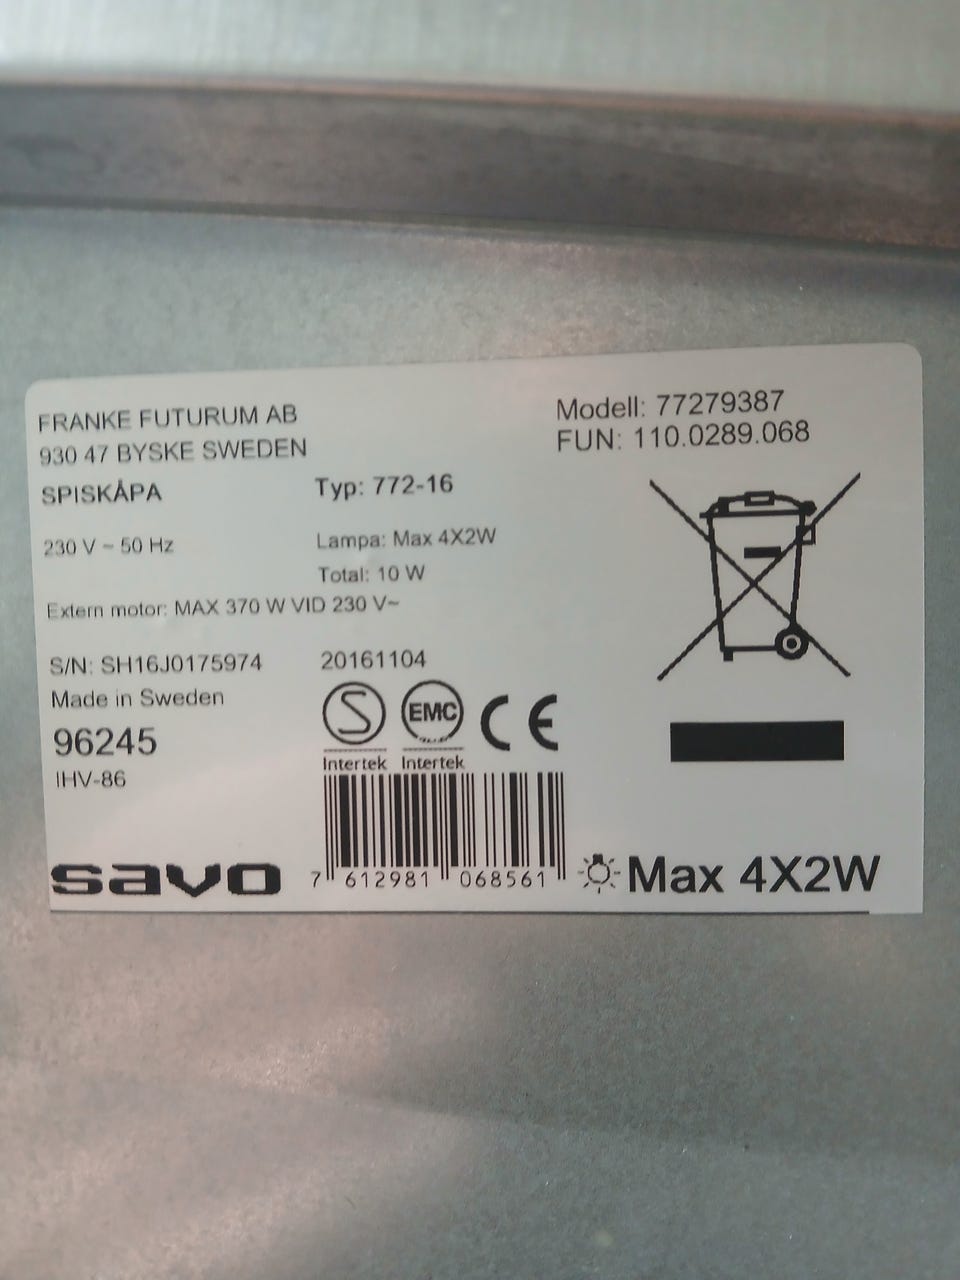 FRANKE FUTURUM AB
930 47 BYSKE SWEDEN
Modell: 77279387
FUN: 110.0289.068
SPISKÅPA
Typ: 772-16
230 V ~ 50 Hz
Lampa: Max 4X2W
Total: 10 W
Extern motor: MAX 370 W VID 230 V~
S/N: SH16J0175974
20161104
Made in Sweden
96245
IHV-86
S
EMC
CE
Intertek
Intertek
savo
7 612981 068561
Max 4X2W